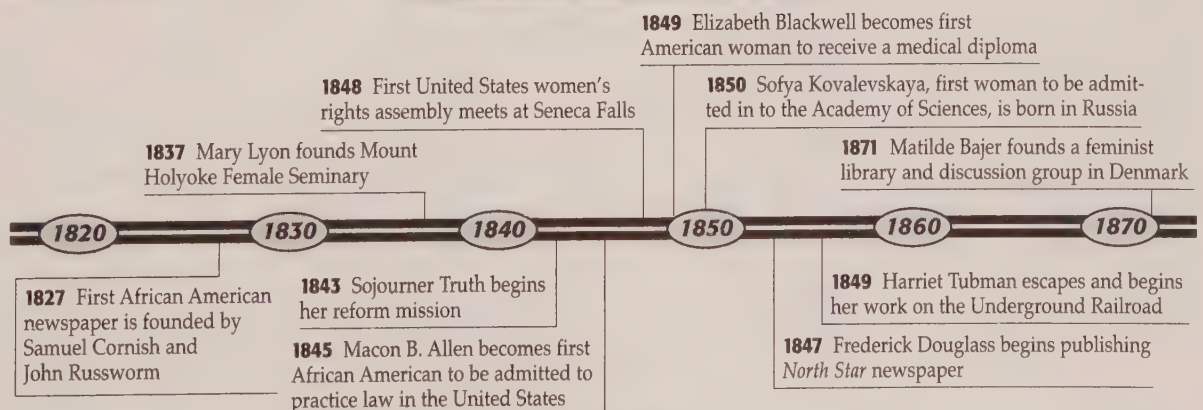 1849 Elizabeth Blackwell becomes first
American woman to receive a medical diploma
1848 First United States women's
rights assembly meets at Seneca Falls
1850 Sofya Kovalevskaya, first woman to be admit-
ted in to the Academy of Sciences, is born in Russia
1837 Mary Lyon founds Mount
Holyoke Female Seminary
1871 Matilde Bajer founds a feminist
library and discussion group in Denmark
1820 1830 1840 1850 1860 1870
1827 First African American
newspaper is founded by
Samuel Cornish and
John Russworm
1843 Sojourner Truth begins
her reform mission
1845 Macon B. Allen becomes first
African American to be admitted to
practice law in the United States
1849 Harriet Tubman escapes and begins
her work on the Underground Railroad
1847 Frederick Douglass begins publishing
North Star newspaper